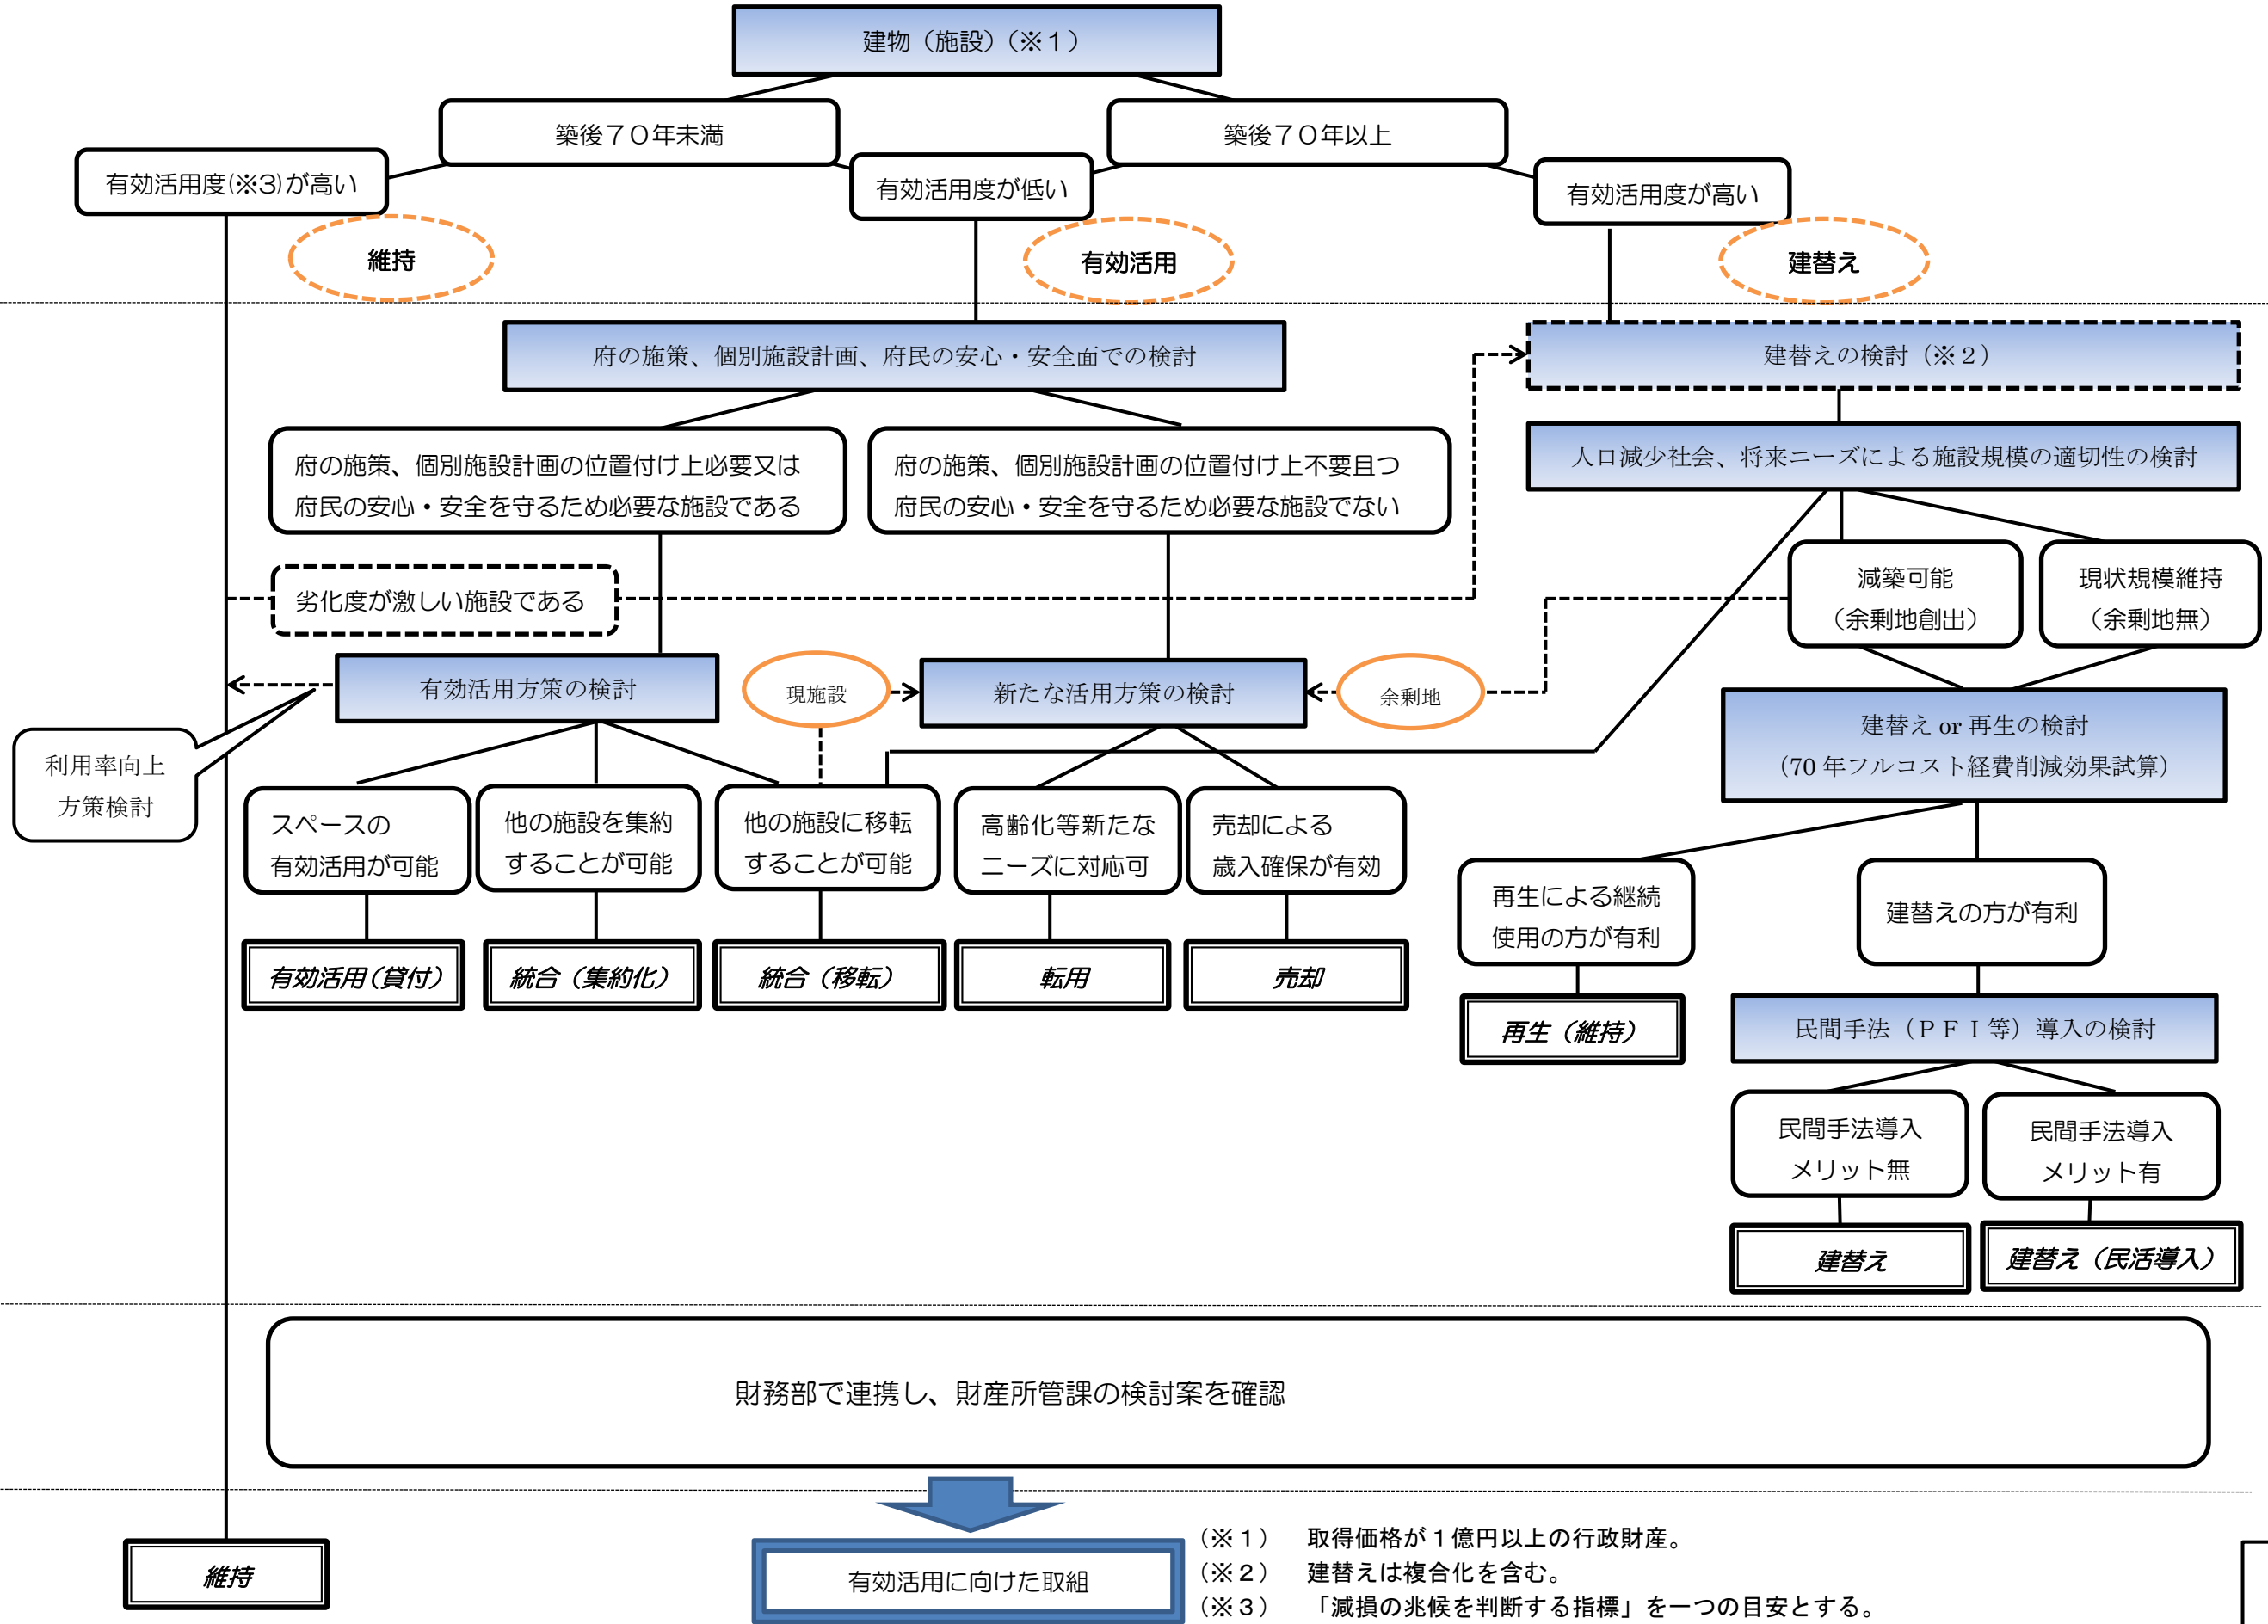 建物（施設）（※１）
築後７０年未満
築後７０年以上
有効活用度(※3)が高い
有効活用度が低い
有効活用度が高い
維持
有効活用
建替え
府の施策、個別施設計画、府民の安心・安全面での検討
建替えの検討（※２）
人口減少社会、将来ニーズによる施設規模の適切性の検討
府の施策、個別施設計画の位置付け上必要又は
府民の安心・安全を守るため必要な施設である
府の施策、個別施設計画の位置付け上不要且つ
府民の安心・安全を守るため必要な施設でない
劣化度が激しい施設である
減築可能
（余剰地創出）
現状規模維持
（余剰地無）
有効活用方策の検討
現施設
新たな活用方策の検討
余剰地
建替え or 再生の検討
（70 年フルコスト経費削減効果試算）
利用率向上
方策検討
スペースの
有効活用が可能
他の施設を集約
することが可能
他の施設に移転
することが可能
高齢化等新たな
ニーズに対応可
売却による
歳入確保が有効
再生による継続
使用の方が有利
建替えの方が有利
有効活用（貸付）
統合（集約化）
統合（移転）
転用
売却
再生（維持）
民間手法（ＰＦＩ等）導入の検討
民間手法導入
メリット無
民間手法導入
メリット有
建替え
建替え（民活導入）
財務部で連携し、財産所管課の検討案を確認
維持
有効活用に向けた取組
（※１）　取得価格が１億円以上の行政財産。
（※２）　建替えは複合化を含む。
（※３）　「減損の兆候を判断する指標」を一つの目安とする。